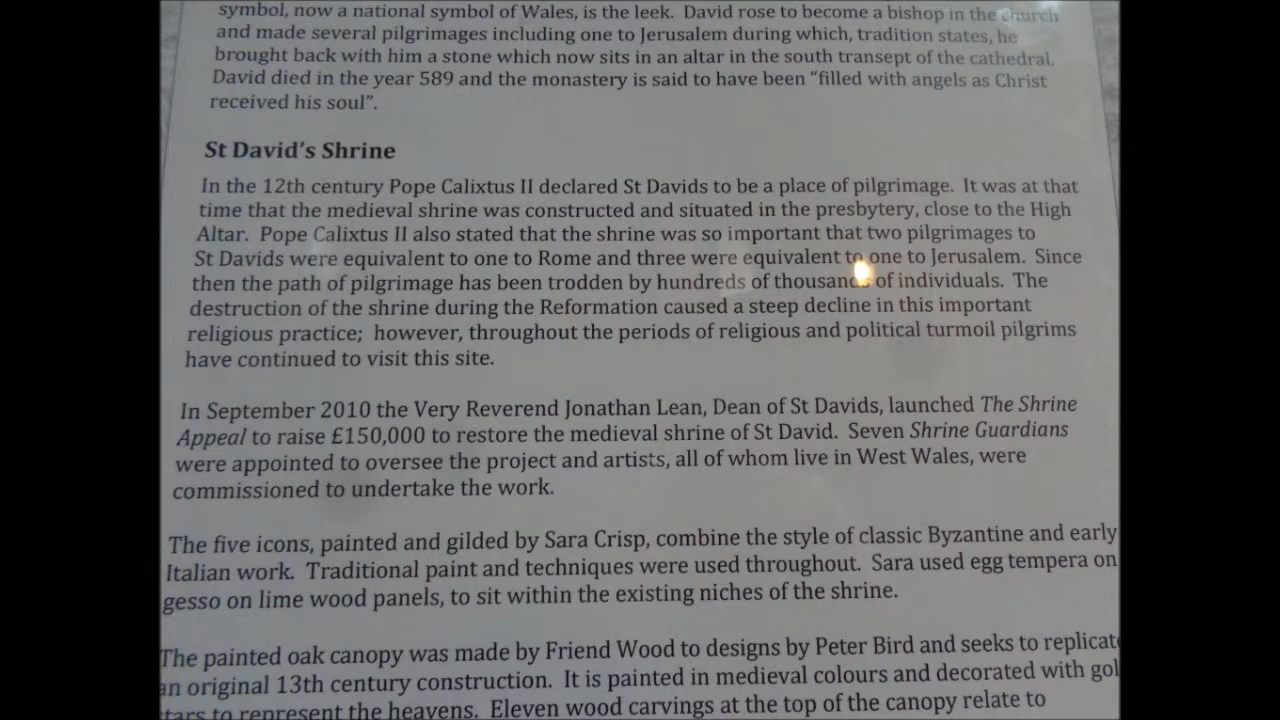 symbol, now a national symbol of Wales, is the leek. David rose to become a bishop in the church
and made several pilgrimages including one to Jerusalem during which, tradition states, he
brought back with him a stone which now sits in an altar in the south transept of the cathedral.
David died in the year 589 and the monastery is said to have been “filled with angels as Christ
received his soul”.
St David’s Shrine
In the 12th century Pope Calixtus II declared St Davids to be a place of pilgrimage. It was at that
time that the medieval shrine was constructed and situated in the presbytery, close to the High
Altar. Pope Calixtus II also stated that the shrine was so important that two pilgrimages to
St Davids were equivalent to one to Rome and three were equivalent to one to Jerusalem. Since
then the path of pilgrimage has been trodden by hundreds of thousands of individuals. The
destruction of the shrine during the Reformation caused a steep decline in this important
religious practice; however, throughout the periods of religious and political turmoil pilgrims
have continued to visit this site.
In September 2010 the Very Reverend Jonathan Lean, Dean of St Davids, launched The Shrine
Appeal to raise £150,000 to restore the medieval shrine of St David. Seven Shrine Guardians
were appointed to oversee the project and artists, all of whom live in West Wales, were
commissioned to undertake the work.
The five icons, painted and gilded by Sara Crisp, combine the style of classic Byzantine and early
Italian work. Traditional paint and techniques were used throughout. Sara used egg tempera on
gesso on lime wood panels, to sit within the existing niches of the shrine.
The painted oak canopy was made by Friend Wood to designs by Peter Bird and seeks to replicate
an original 13th century construction. It is painted in medieval colours and decorated with gol
tars to represent the heavens. Eleven wood carvings at the top of the canopy relate to